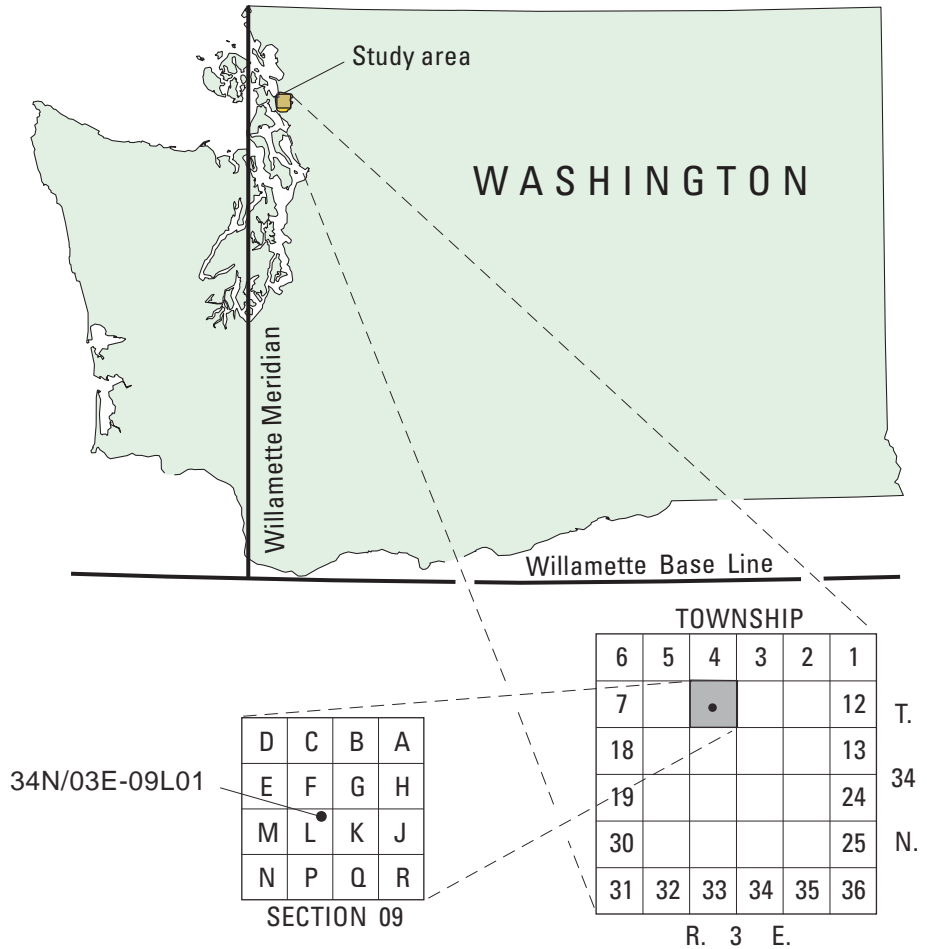 Study area
WASHINGTON
Willamette Meridian
Willamette Base Line
TOWNSHIP
6 5 4 3 2 1
7 12
18 13
19 24
30 25
31 32 33 34 35 36
T.
34
N.
R. 3 E.
34N/03E-09L01
D C B A
E F G H
M L K J
N P Q R
SECTION 09